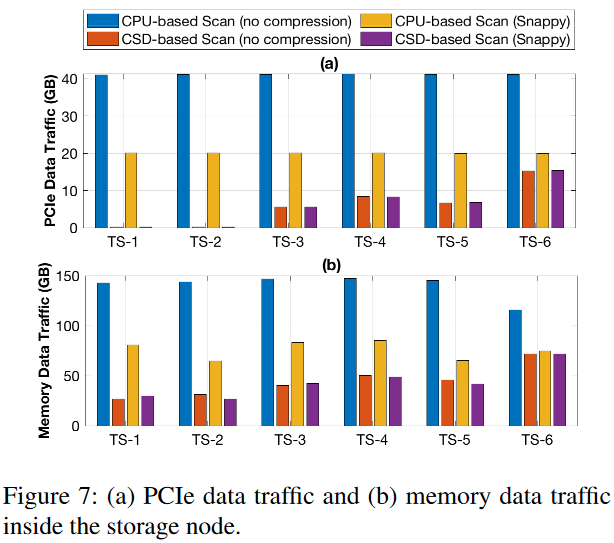 CPU-based Scan (no compression) CPU-based Scan (Snappy)
CSD-based Scan (no compression) CSD-based Scan (Snappy)
(a)
PCIe Data Traffic (GB)
40
30
20
10
0
TS-1 TS-2 TS-3 TS-4 TS-5 TS-6
(b)
Memory Data Traffic (GB)
150
100
50
0
TS-1 TS-2 TS-3 TS-4 TS-5 TS-6
Figure 7: (a) PCIe data traffic and (b) memory data traffic
inside the storage node.